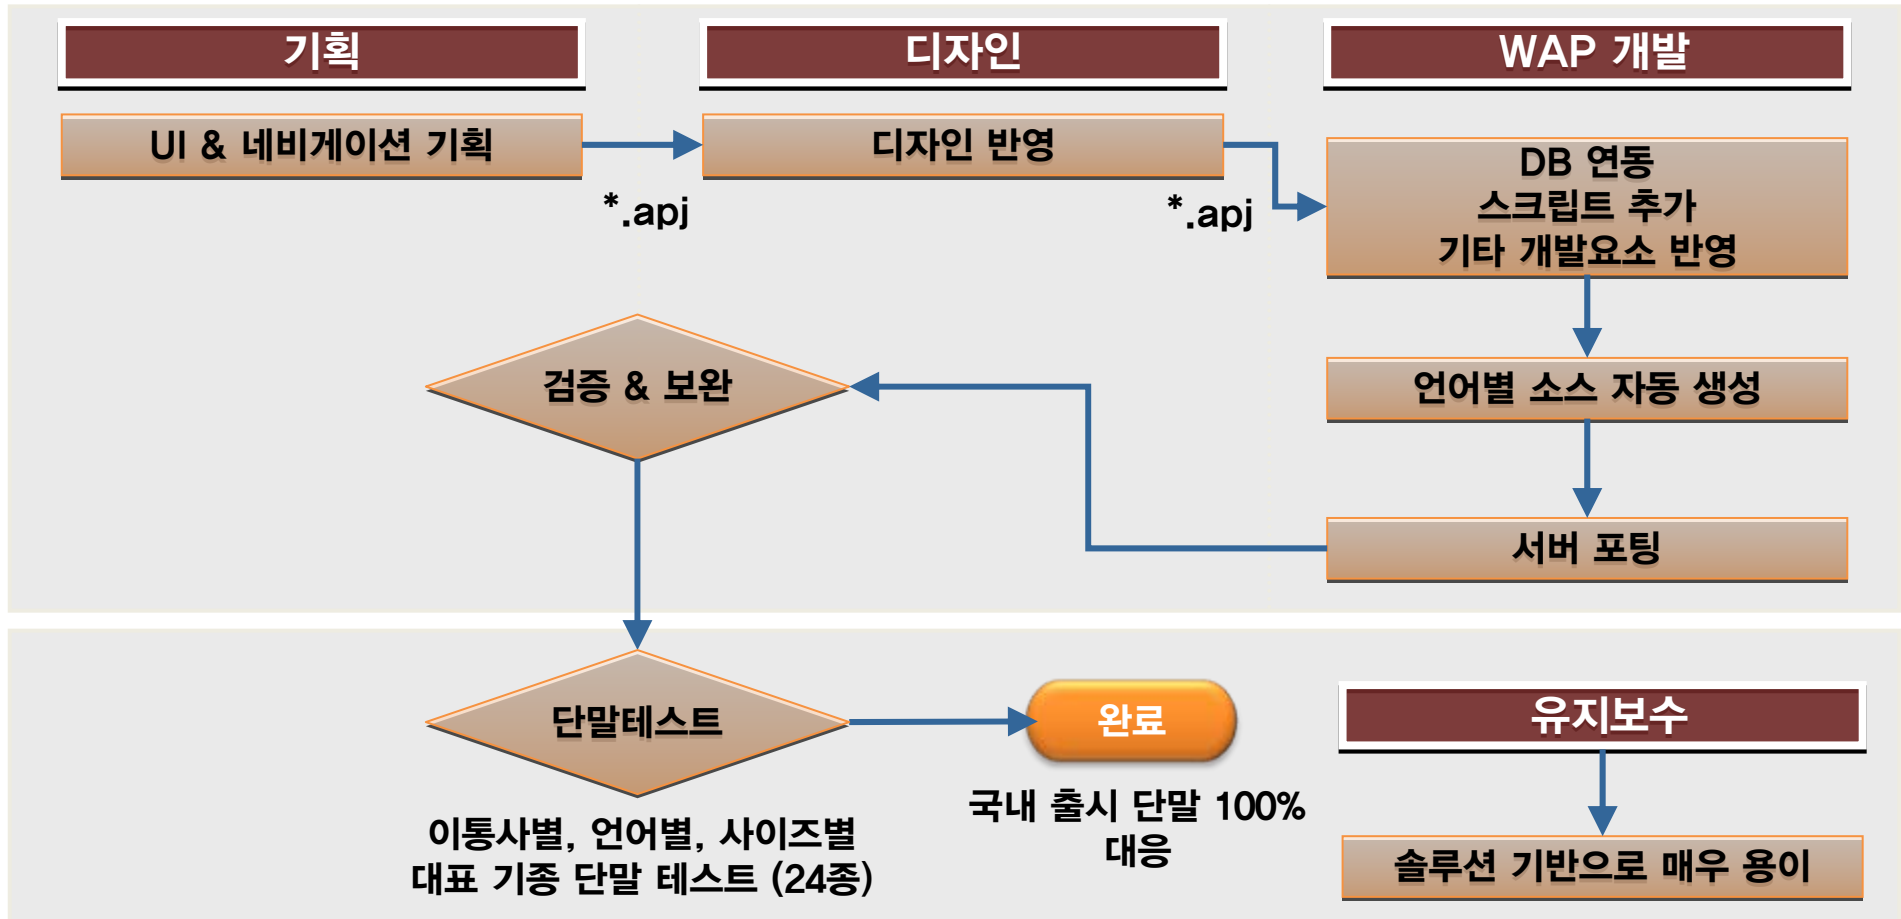 기획
디자인
WAP 개발
UI & 네비게이션 기획
디자인 반영
*.apj
*.apj
DB 연동
스크립트 추가
기타 개발요소 반영
검증 & 보완
언어별 소스 자동 생성
서버 포팅
단말테스트
완료
유지보수
이통사별, 언어별, 사이즈별
대표 기종 단말 테스트 (24종)
국내 출시 단말 100%
대응
솔루션 기반으로 매우 용이